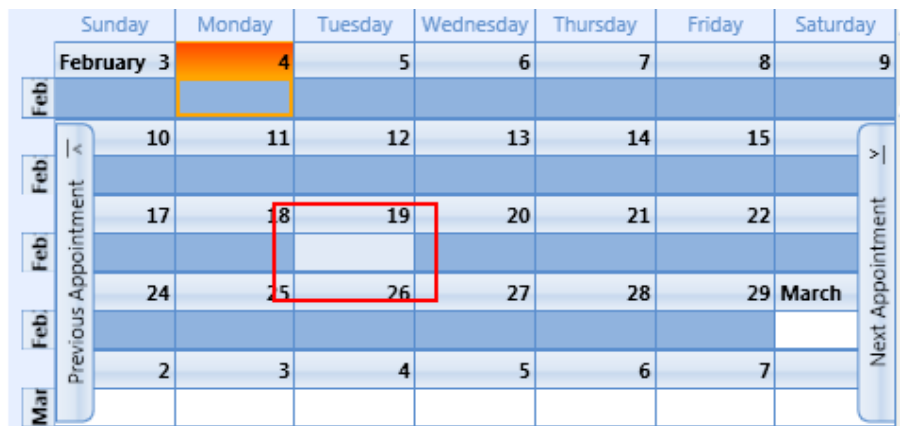 Sunday Monday Tuesday Wednesday Thursday Friday Saturday
February 3 4 5 6 7 8 9
Feb
10 11 12 13 14 15
Feb
17 18 19 20 21 22
Feb
24 25 26 27 28 29 March
Feb
2 3 4 5 6 7
Mar
Previous Appointment
Next Appointment